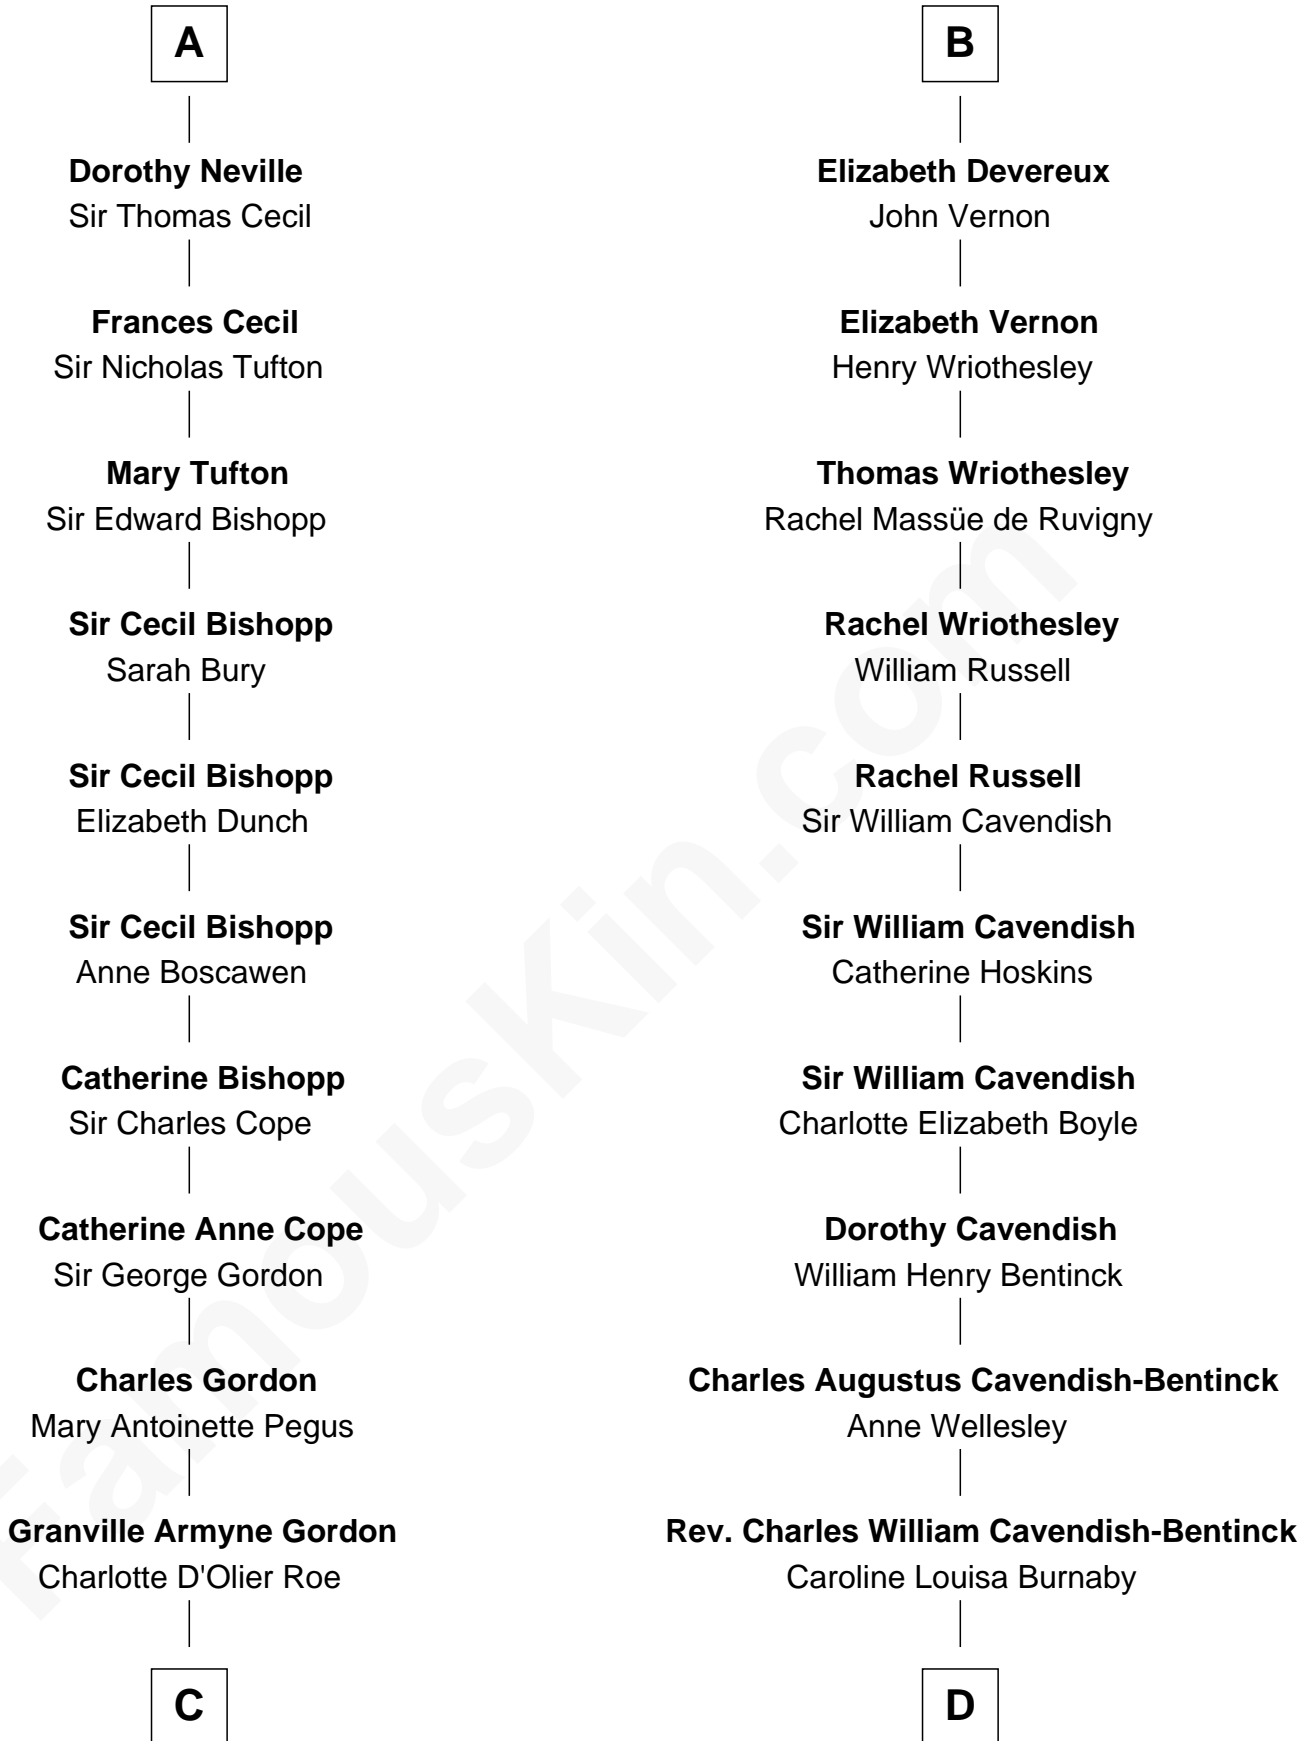 A
Dorothy Neville
Sir Thomas Cecil
Frances Cecil
Sir Nicholas Tufton
Mary Tufton
Sir Edward Bishopp
Sir Cecil Bishopp
Sarah Bury
Sir Cecil Bishopp
Elizabeth Dunch
Sir Cecil Bishopp
Anne Boscawen
Catherine Bishopp
Sir Charles Cope
Catherine Anne Cope
Sir George Gordon
Charles Gordon
Mary Antoinette Pegus
Granville Armyne Gordon
Charlotte D'Olier Roe
C
B
Elizabeth Devereux
John Vernon
Elizabeth Vernon
Henry Wriothesley
Thomas Wriothesley
Rachel Massüe de Ruvigny
Rachel Wriothesley
William Russell
Rachel Russell
Sir William Cavendish
Sir William Cavendish
Catherine Hoskins
Sir William Cavendish
Charlotte Elizabeth Boyle
Dorothy Cavendish
William Henry Bentinck
Charles Augustus Cavendish-Bentinck
Anne Wellesley
Rev. Charles William Cavendish-Bentinck
Caroline Louisa Burnaby
D
FamousKin.com